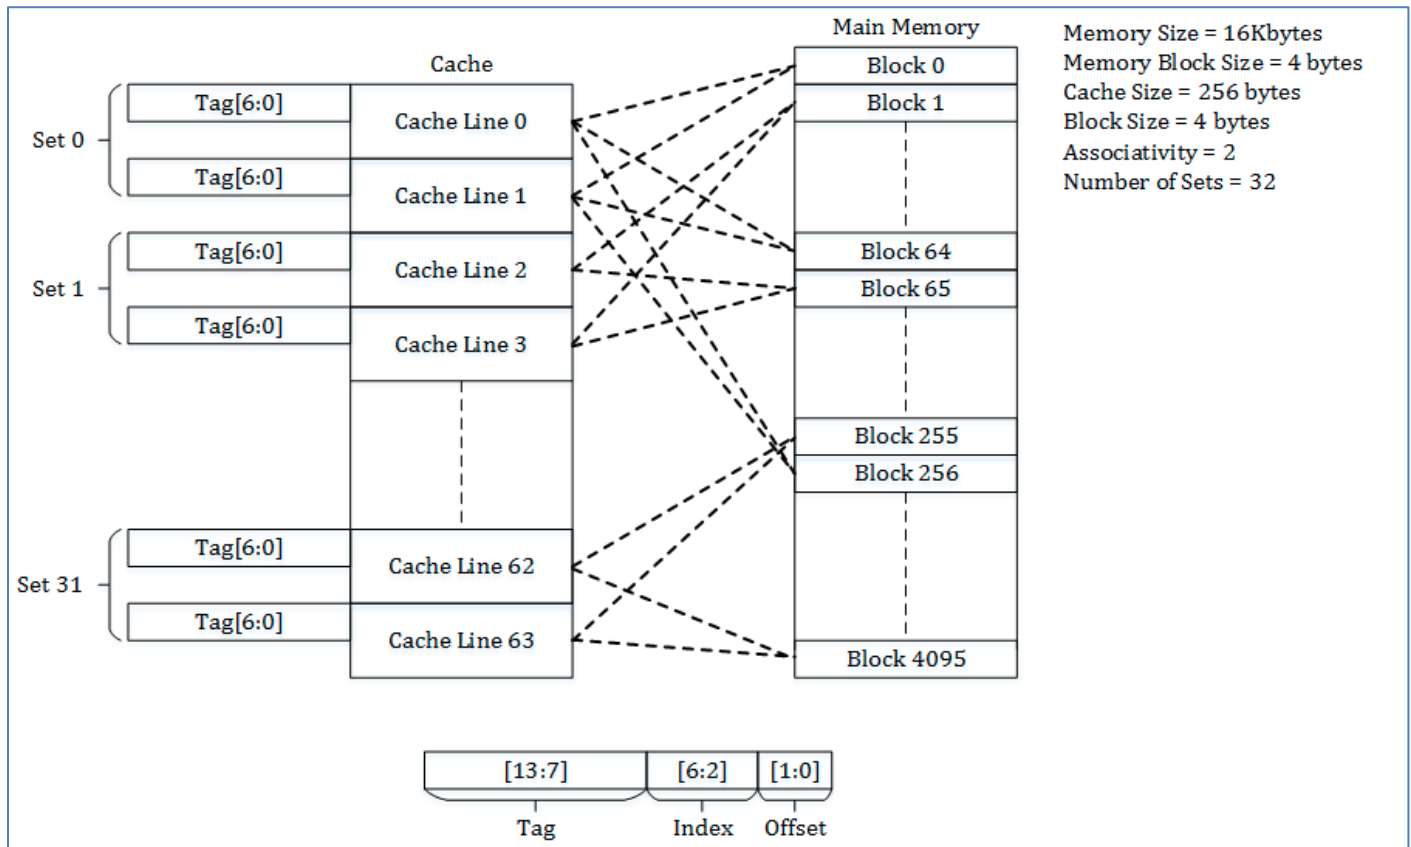 Main Memory
Memory Size = 16Kbytes
Memory Block Size = 4 bytes
Cache Size = 256 bytes
Block Size = 4 bytes
Associativity = 2
Number of Sets = 32
Cache
Set 0
Tag[6:0]
Cache Line 0
Tag[6:0]
Cache Line 1
Set 1
Tag[6:0]
Cache Line 2
Tag[6:0]
Cache Line 3
Set 31
Tag[6:0]
Cache Line 62
Tag[6:0]
Cache Line 63
Block 0
Block 1
Block 64
Block 65
Block 255
Block 256
Block 4095
[13:7]
[6:2]
[1:0]
Tag
Index
Offset